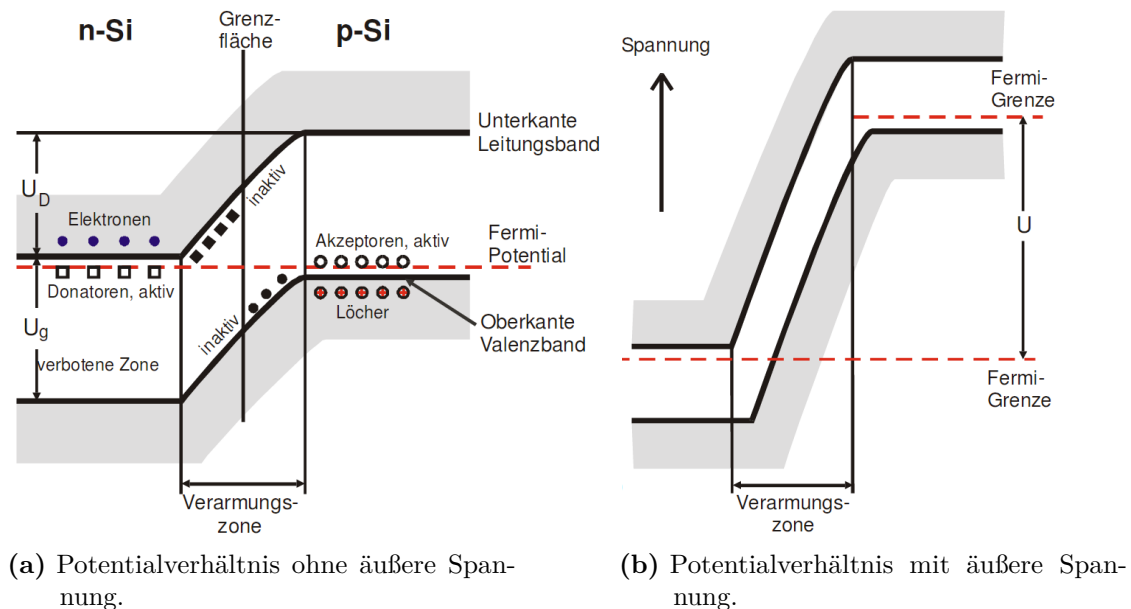 n-Si
Grenz-
fläche
p-Si
Unterkante
Leitungsband
U_D
inaktiv
Elektronen
Akzeptoren, aktiv
Fermi-
Potential
Donatoren, aktiv
Löcher
U_g
inaktiv
Oberkante
Valenzband
verbotene Zone
Verarmungs-
zone
(a) Potentialverhältnis ohne äußere Span-
nung.
Spannung
Fermi-
Grenze
U
Fermi-
Grenze
Verarmungs-
zone
(b) Potentialverhältnis mit äußere Span-
nung.